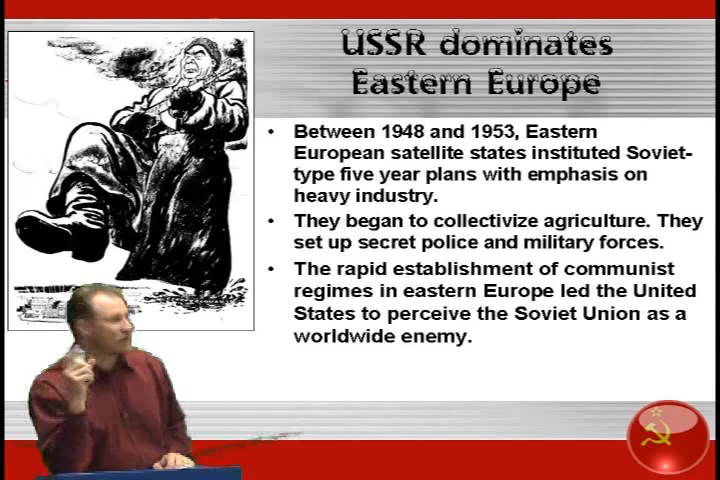 USSR dominates
Eastern Europe
• Between 1948 and 1953, Eastern
European satellite states instituted Soviet-
type five year plans with emphasis on
heavy industry.
• They began to collectivize agriculture. They
set up secret police and military forces.
• The rapid establishment of communist
regimes in eastern Europe led the United
States to perceive the Soviet Union as a
worldwide enemy.